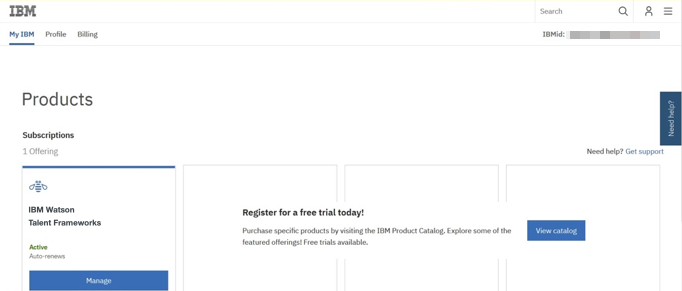 IBM
Search
My IBM Profile Billing
IBMid:
Products
Need help?
Subscriptions
1 Offering
Need help? Get support
IBM Watson
Talent Frameworks
Register for a free trial today!
Purchase specific products by visiting the IBM Product Catalog. Explore some of the
featured offerings! Free trials available.
View catalog
Active
Auto-renews
Manage